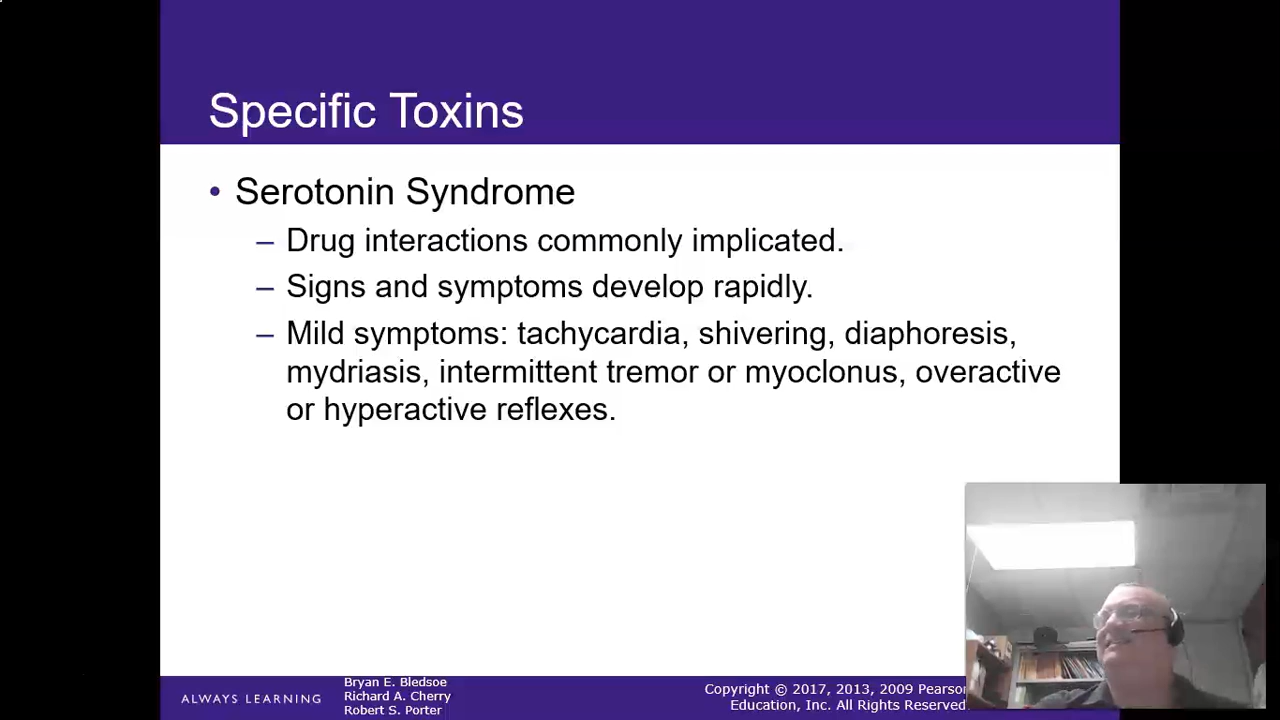 Specific Toxins
• Serotonin Syndrome
– Drug interactions commonly implicated.
– Signs and symptoms develop rapidly.
– Mild symptoms: tachycardia, shivering, diaphoresis,
mydriasis, intermittent tremor or myoclonus, overactive
or hyperactive reflexes.
ALWAYS LEARNING
Bryan E. Bledsoe
Richard A. Cherry
Robert S. Porter
Copyright © 2017, 2013, 2009 Pearson
Education, Inc. All Rights Reserved.